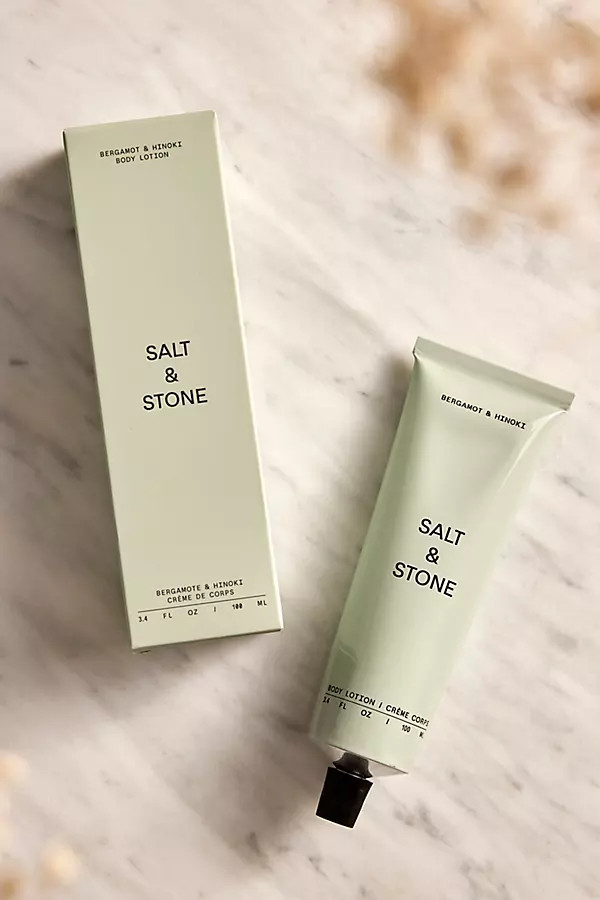 BERGAMOT & HINOKI
BODY LOTION
SALT
&
STONE
BERGAMOTE & HINOKI
CRÈME DE CORPS
3.4 FL OZ / 100 ML
BERGAMOT & HINOKI
SALT
&
STONE
BODY LOTION / CRÈME CORPS
3.4 FL OZ / 100 ML